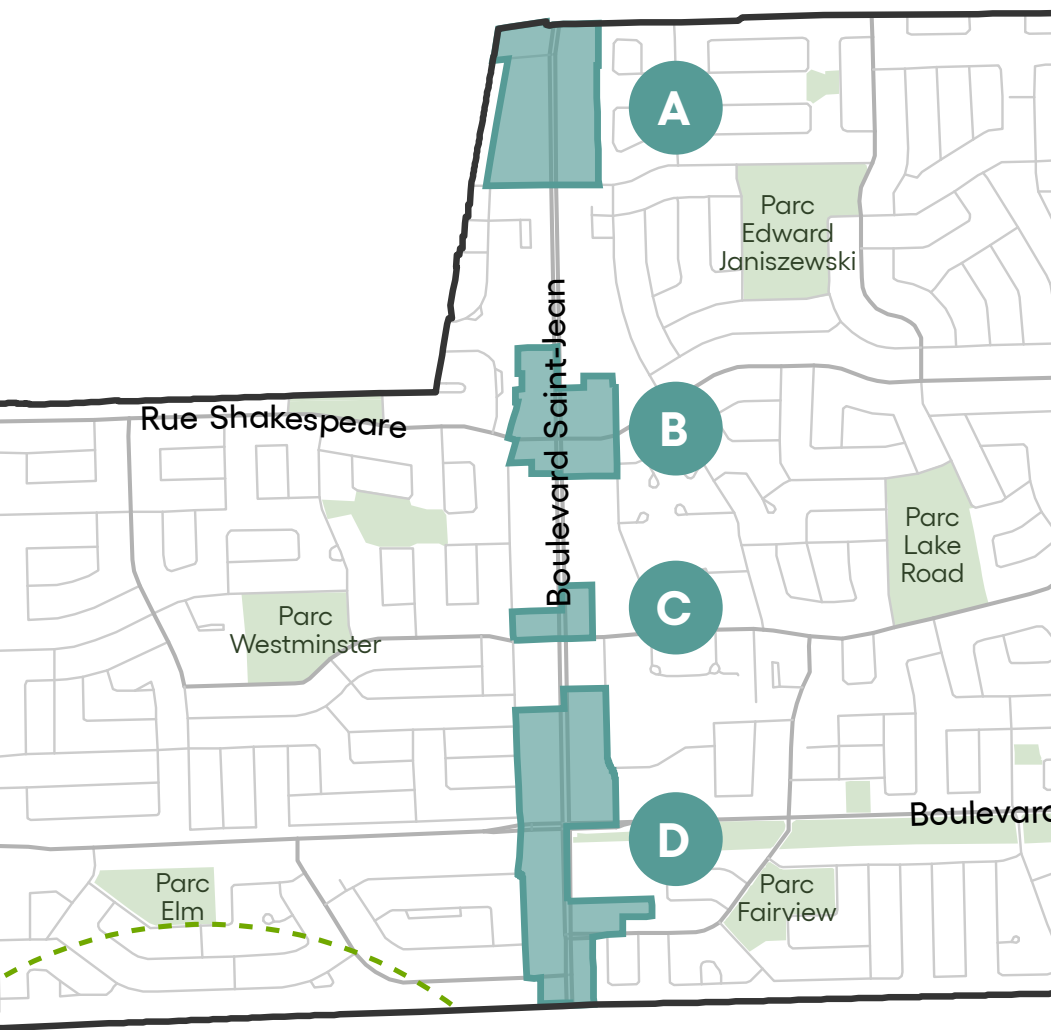 A
Parc
Edward
Janiszewski
Boulevard Saint-Jean
Rue Shakespeare
B
Parc
Lake
Road
C
Parc
Westminster
Boulevard
D
Parc
Elm
Parc
Fairview